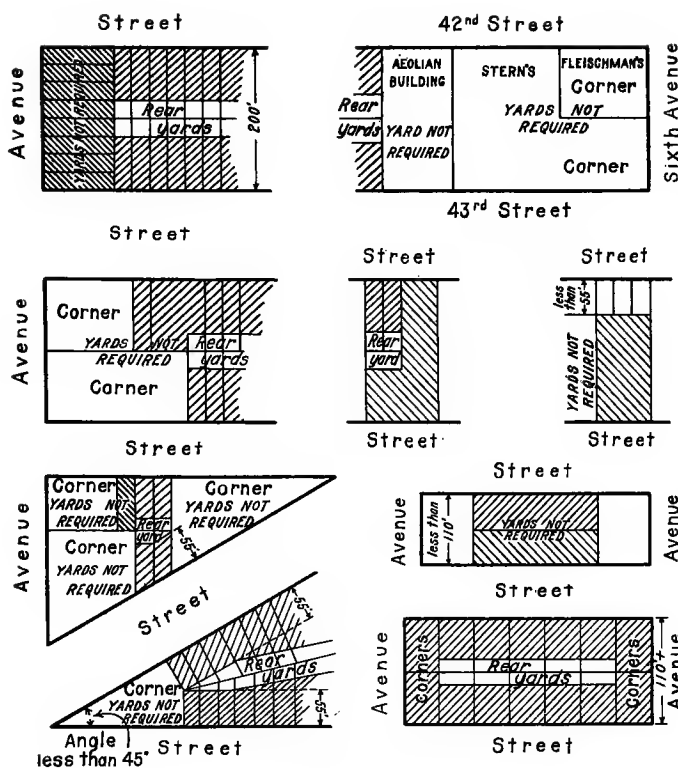 Street
Avenue
YARDS NOT REQUIRED
YARDS NOT REQUIRED
Rear
yards
200'
Street
42nd Street
AEOLIAN
BUILDING
STERN'S
FLEISCHMAN'S
Corner
Rear
yards
YARD NOT
REQUIRED
YARDS NOT
REQUIRED
Corner
Sixth Avenue
43rd Street
Avenue
Corner
YARDS NOT
REQUIRED
Rear
yards
Corner
Street
Street
Rear
yard
Street
Street
less
than
55'
YARDS NOT
REQUIRED
Street
Avenue
Corner
YARDS NOT
REQUIRED
Corner
YARDS NOT
REQUIRED
Rear
yard
Corner
YARDS NOT
REQUIRED
55'
Street
Street
Avenue
less than
110'
YARDS NOT
REQUIRED
Avenue
Street
55'
Rear
yards
Corner
YARDS NOT
REQUIRED
55'
Angle
less than 45°
Street
Avenue
Corners
Rear
yards
Corners
110'+
Avenue
Street